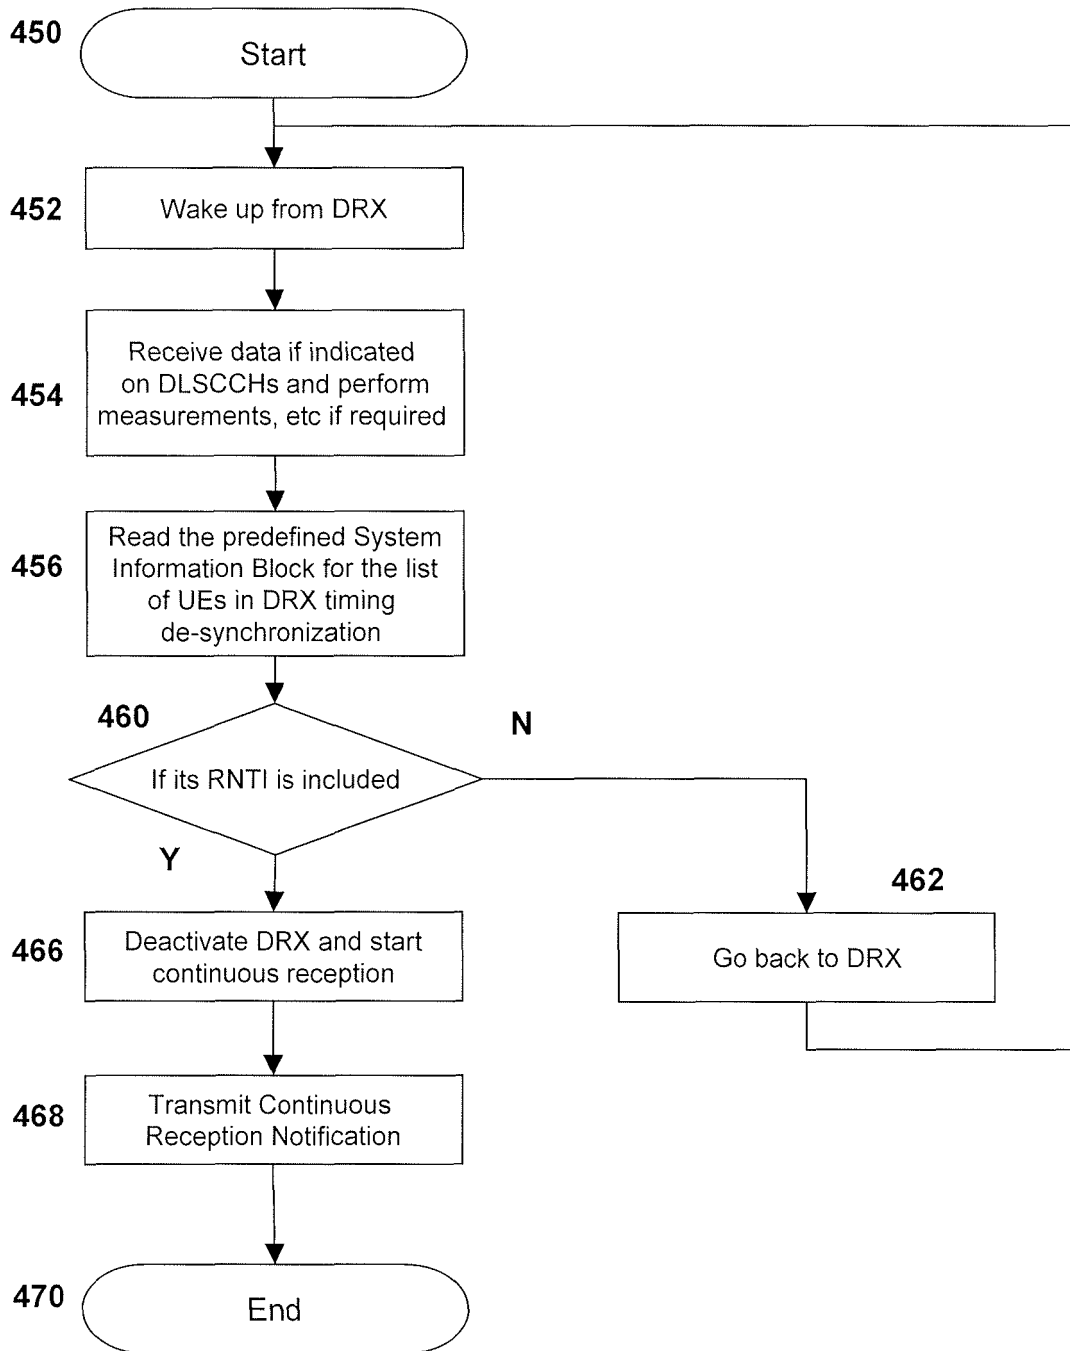 450
Start
452
Wake up from DRX
454
Receive data if indicated
on DLSCCHs and perform
measurements, etc if required
456
Read the predefined System
Information Block for the list
of UEs in DRX timing
de-synchronization
460
N
If its RNTI is included
Y
462
466
Deactivate DRX and start
continuous reception
Go back to DRX
468
Transmit Continuous
Reception Notification
470
End